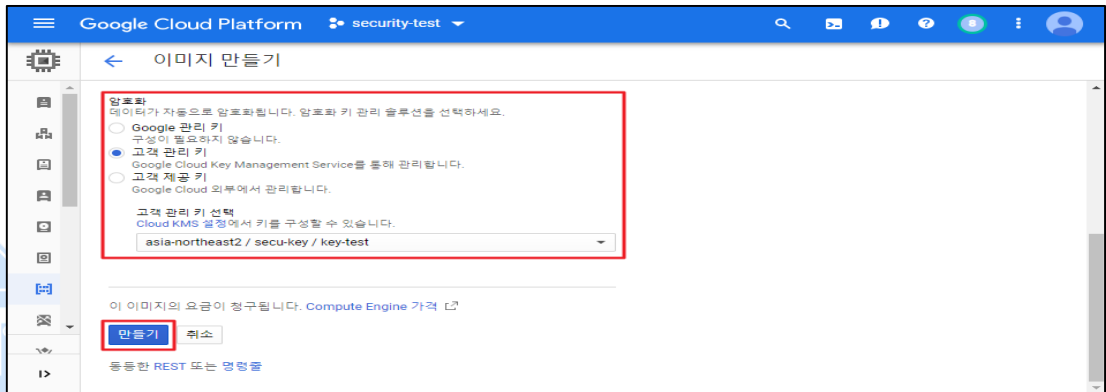 Google Cloud Platform
security-test
8
이미지 만들기
암호화
데이터가 자동으로 암호화됩니다. 암호화 키 관리 솔루션을 선택하세요.
Google 관리 키
구성이 필요하지 않습니다.
고객 관리 키
Google Cloud Key Management Service를 통해 관리합니다.
고객 제공 키
Google Cloud 외부에서 관리합니다.
고객 관리 키 선택
Cloud KMS 설정에서 키를 구성할 수 있습니다.
asia-northeast2 / secu-key / key-test
이 이미지의 요금이 청구됩니다. Compute Engine 가격
만들기 취소
동등한 REST 또는 명령줄